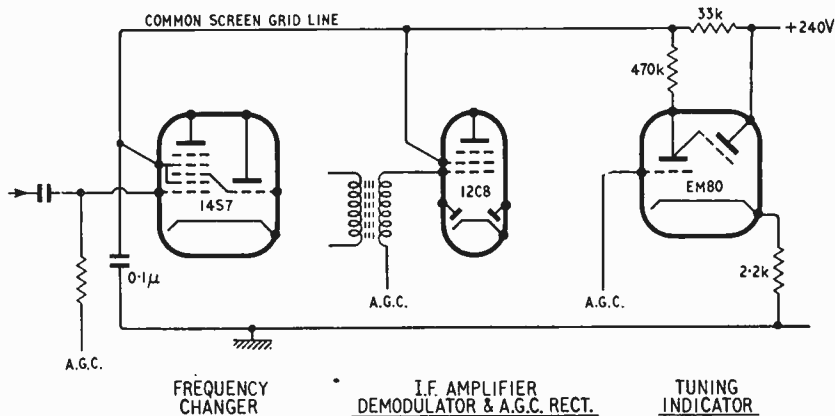 COMMON SCREEN GRID LINE
33k
+240V
470k
14S7
12C8
EM80
0·1μ
2·2k
A.G.C.
A.G.C.
A.G.C.
FREQUENCY
CHANGER
I.F. AMPLIFIER
DEMODULATOR & A.G.C. RECT.
TUNING
INDICATOR